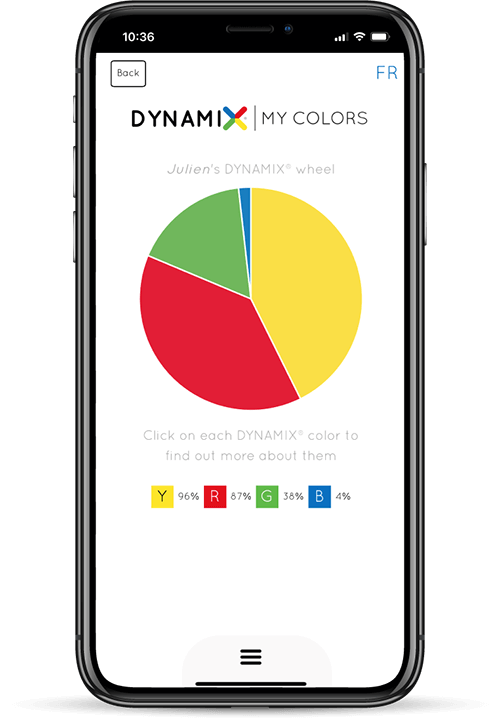 10:36
Back
FR
DYNAMIX | MY COLORS
Julien's DYNAMIX® wheel
Click on each DYNAMIX® color to
find out more about them
Y 96% R 87% G 38% B 4%